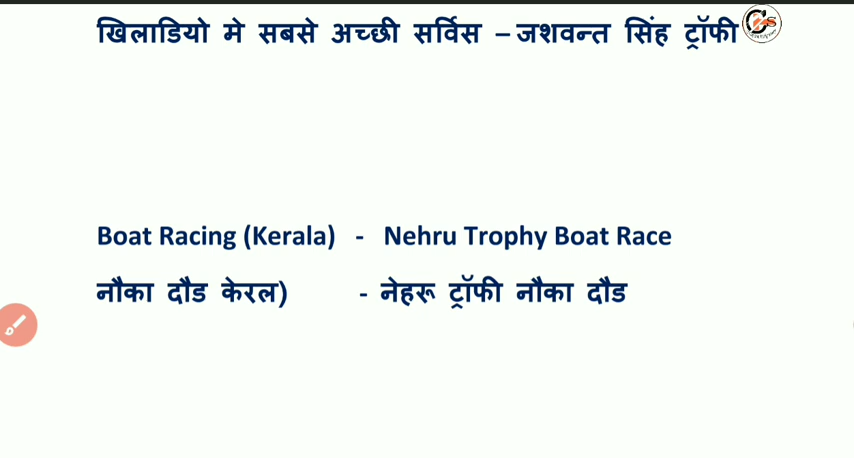 खिलाडियो मे सबसे अच्छी सर्विस – जशवन्त सिंह ट्रॉफी
Boat Racing (Kerala) - Nehru Trophy Boat Race
नौका दौड केरल) - नेहरू ट्रॉफी नौका दौड